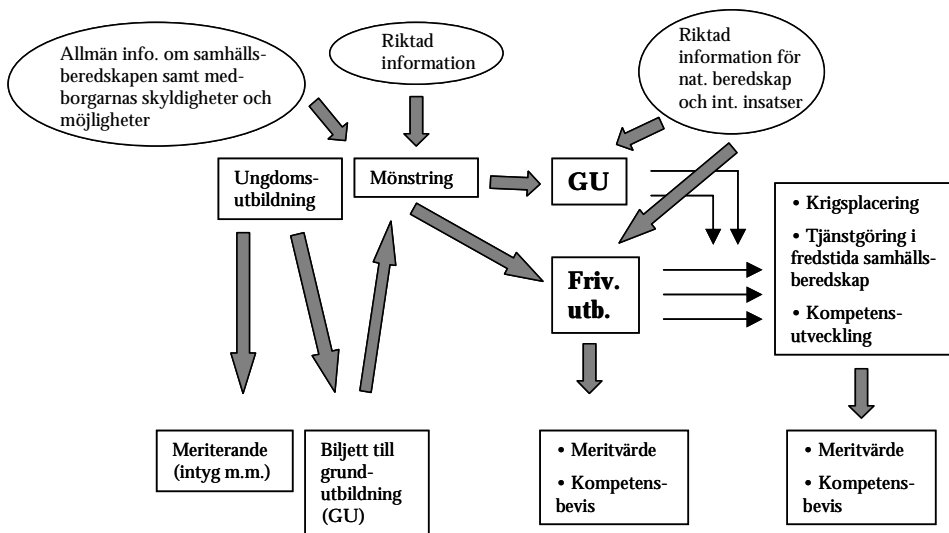 Allmän info. om samhälls-
beredskapen samt med-
borgarnas skyldigheter och
möjligheter
Riktad
information
Riktad
information för
nat. beredskap
och int. insatser
Ungdoms-
utbildning
Mönstring
GU
• Krigsplacering
• Tjänstgöring i
fredstida samhälls-
beredskap
• Kompetens-
utveckling
Friv.
utb.
Meriterande
(intyg m.m.)
Biljett till
grund-
utbildning
(GU)
• Meritvärde
• Kompetens-
bevis
• Meritvärde
• Kompetens-
bevis